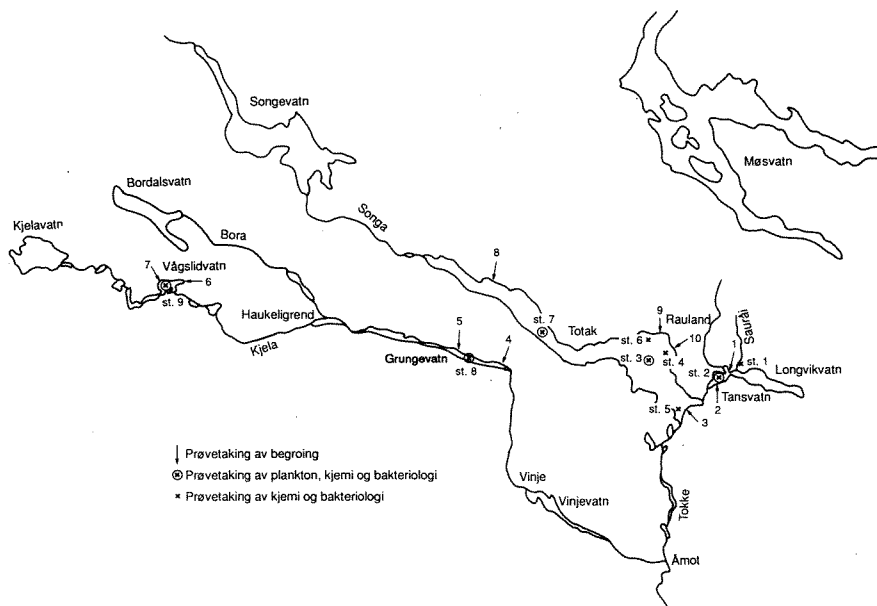 Songevatn
Møsvatn
Bordalsvatn
Kjelavatn
Bora
Songa
Vågslidvatn
7
6
st. 9
Haukeligrend
Kjela
8
st. 7
Totak
9
Rauland
st. 6
10
st. 3
st. 4
Sauråi
1
st. 1
st. 2
Longvikvatn
Tansvatn
2
5
4
Grungevatn
st. 8
st. 5
3
Prøvetaking av begroing
Prøvetaking av plankton, kjemi og bakteriologi
Prøvetaking av kjemi og bakteriologi
Vinje
Vinjevatn
Tokke
Åmot